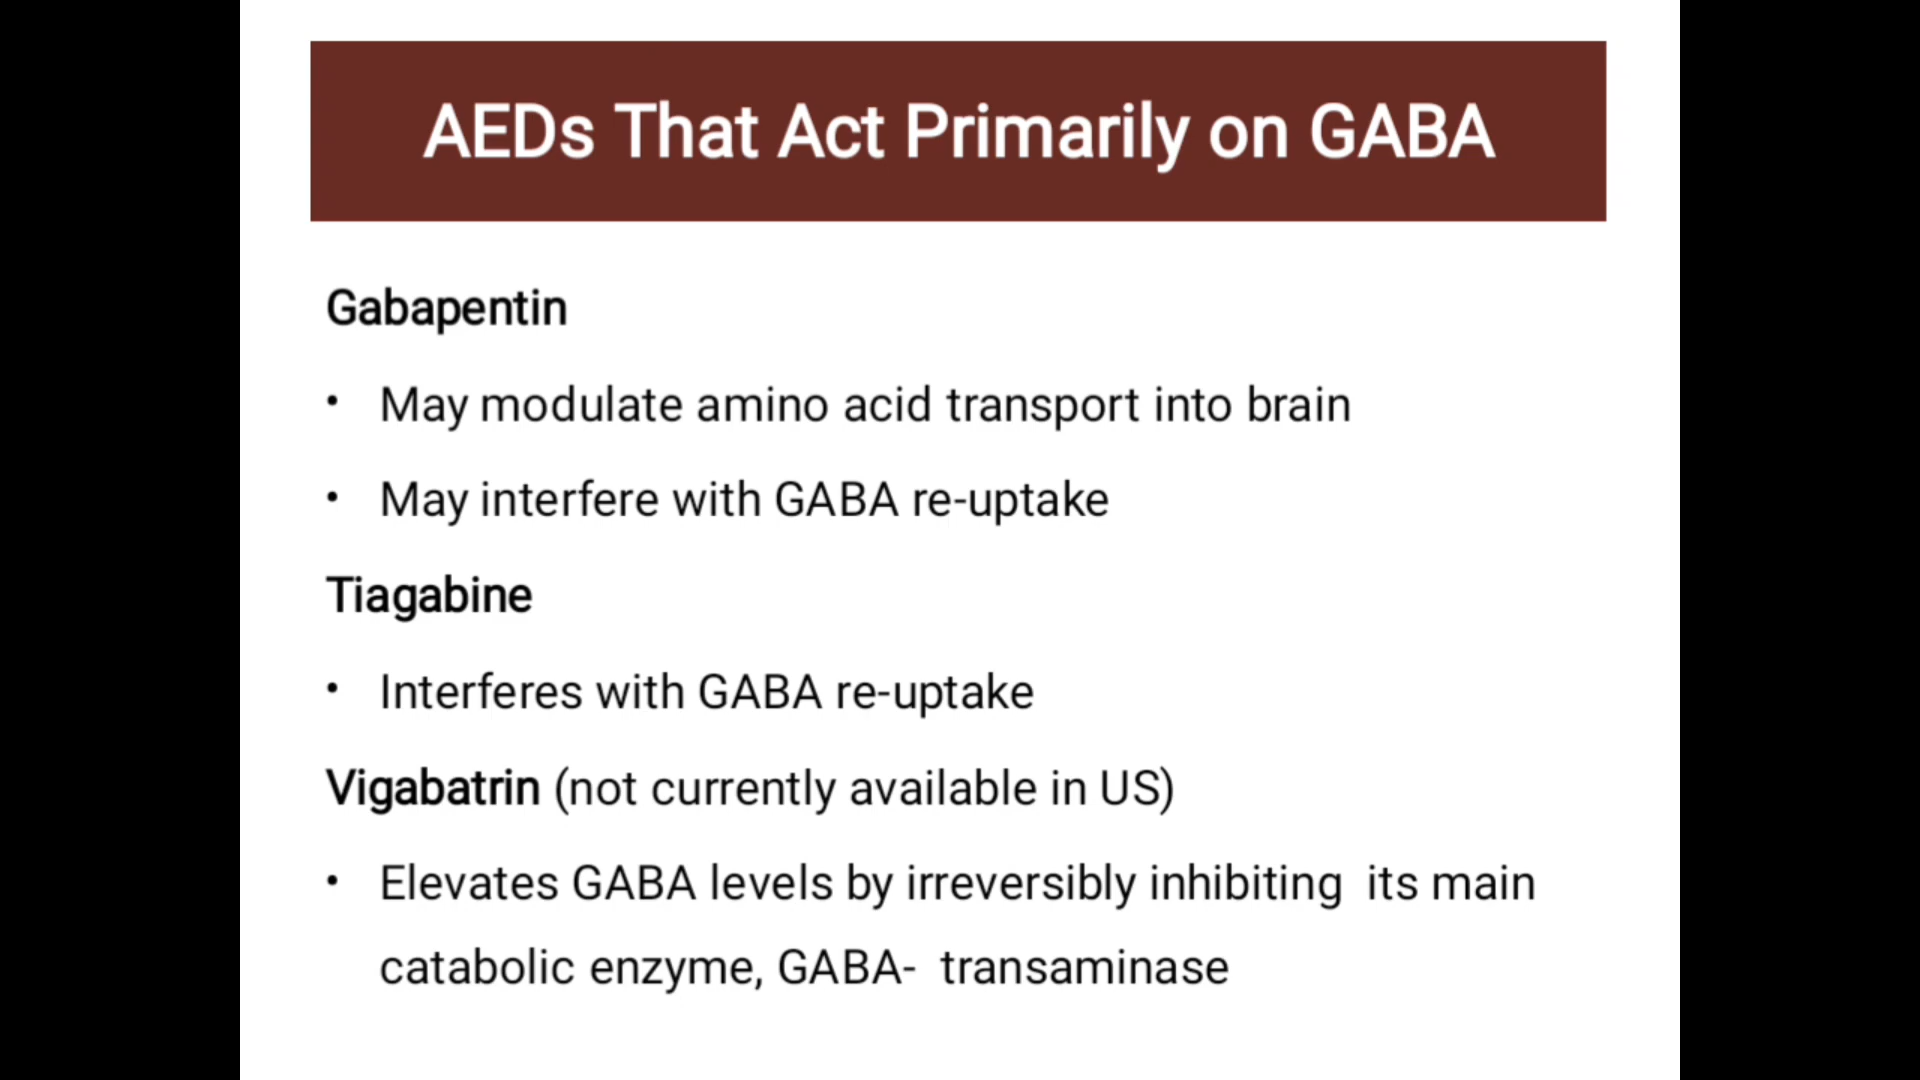 AEDs That Act Primarily on GABA
Gabapentin
• May modulate amino acid transport into brain
• May interfere with GABA re-uptake
Tiagabine
• Interferes with GABA re-uptake
Vigabatrin (not currently available in US)
• Elevates GABA levels by irreversibly inhibiting its main
catabolic enzyme, GABA- transaminase